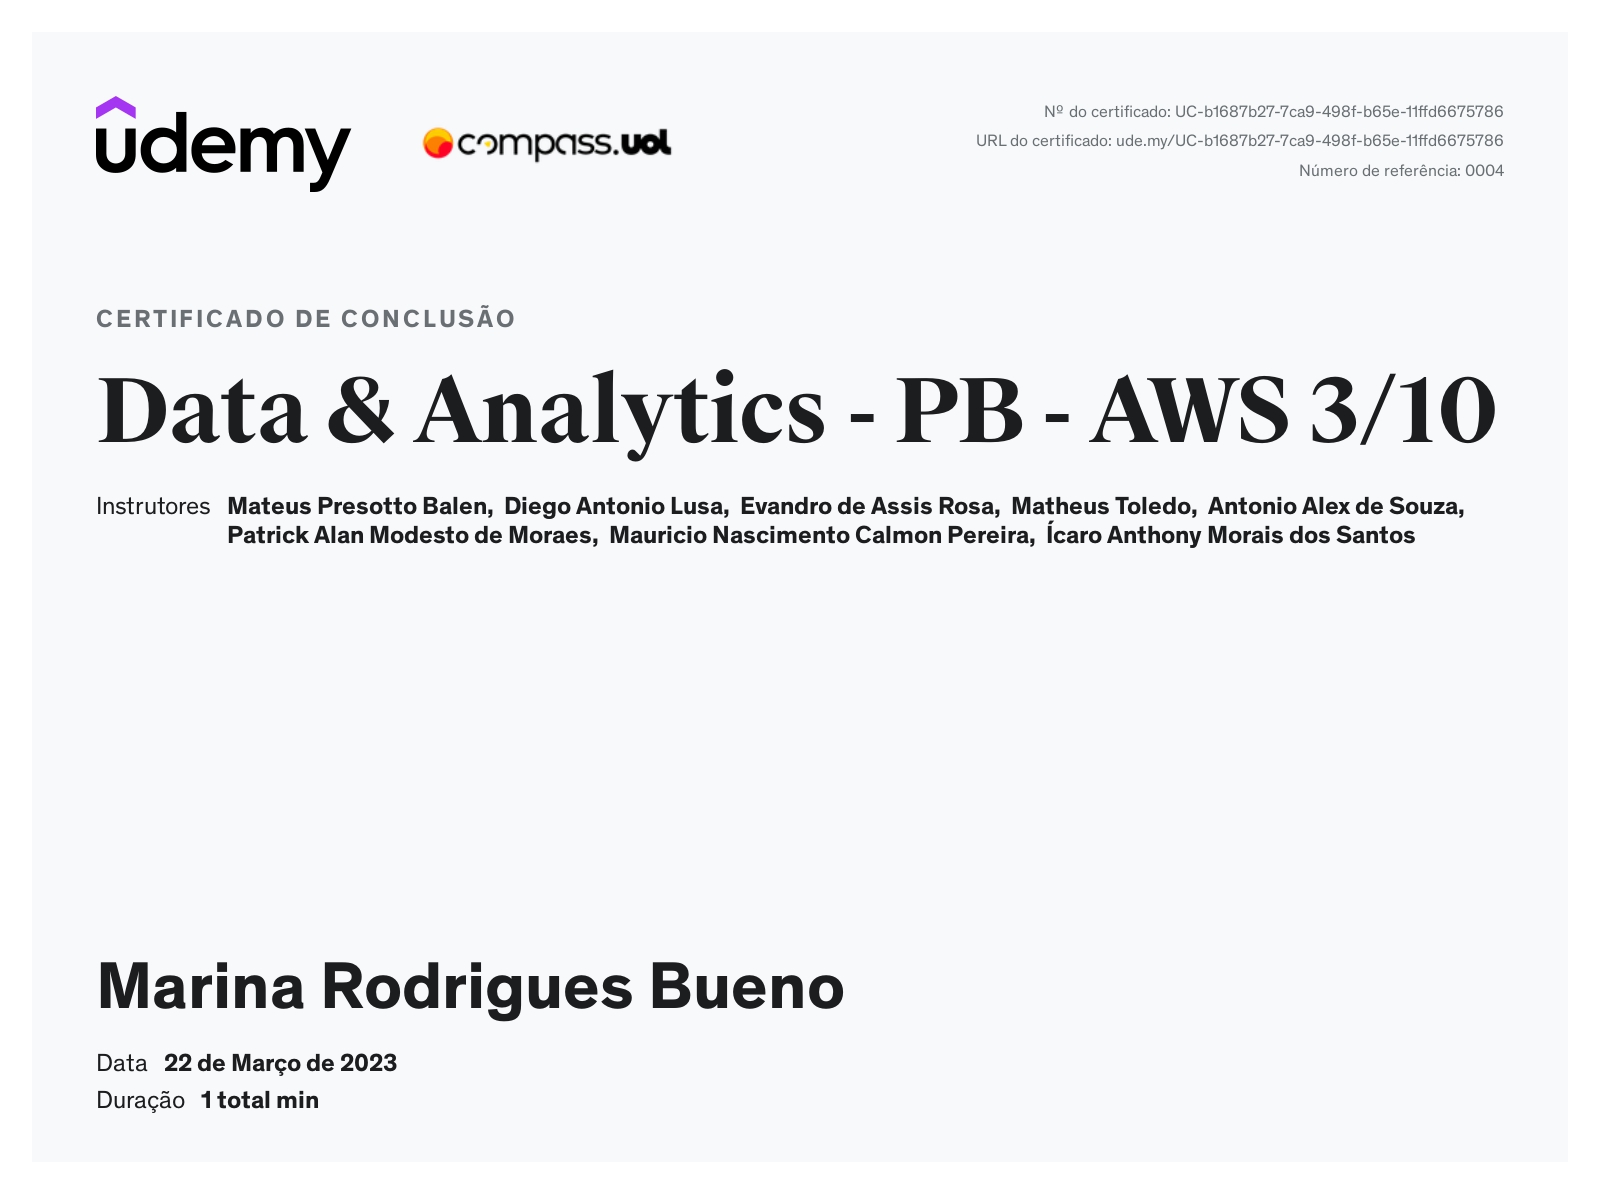 udemy
compass.uol
Nº do certificado: UC-b1687b27-7ca9-498f-b65e-11ffd6675786
URL do certificado: ude.my/UC-b1687b27-7ca9-498f-b65e-11ffd6675786
Número de referência: 0004
CERTIFICADO DE CONCLUSÃO
Data & Analytics - PB - AWS 3/10
Instrutores Mateus Presotto Balen, Diego Antonio Lusa, Evandro de Assis Rosa, Matheus Toledo, Antonio Alex de Souza,
Patrick Alan Modesto de Moraes, Mauricio Nascimento Calmon Pereira, Ícaro Anthony Morais dos Santos
Marina Rodrigues Bueno
Data 22 de Março de 2023
Duração 1 total min